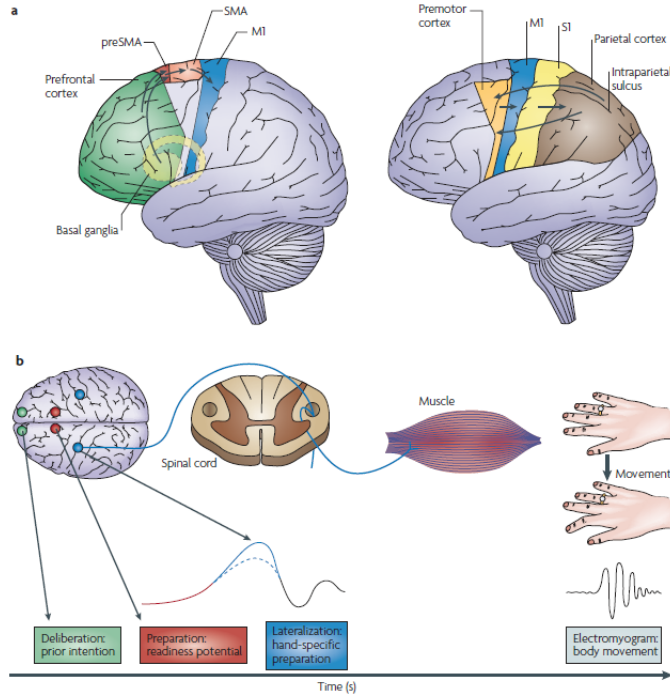 a
SMA
preSMA
M1
Prefrontal
cortex
Basal ganglia
Premotor
cortex
M1
S1
Parietal cortex
Intraparietal
sulcus
b
Spinal cord
Muscle
Movement
Deliberation:
prior intention
Preparation:
readiness potential
Lateralization:
hand-specific
preparation
Electromyogram:
body movement
Time (s)